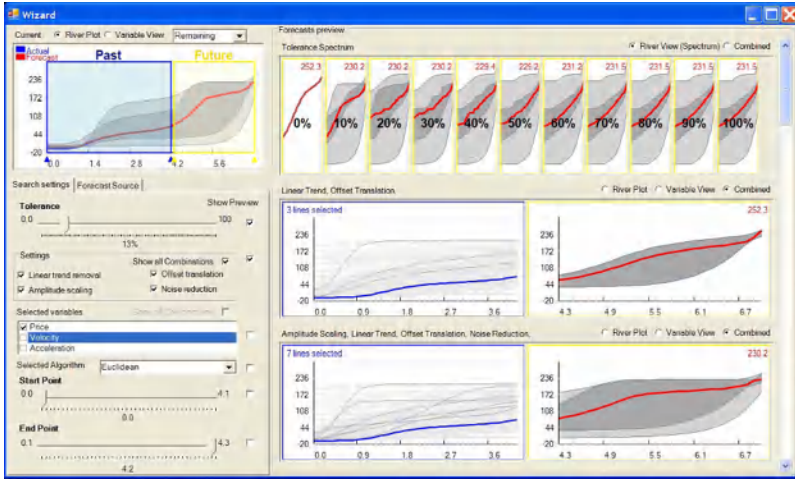 Wizard
Current: River Plot Variable View Remaining
Actual
Forecast
Past
Future
236
172
108
44
-20
0.0 1.4 2.8 4.2 5.6
Search settings Forecast Source
Tolerance
Show Preview
0.0 100
13%
Settings
Show all Combinations
Linear trend removal
Offset translation
Amplitude scaling
Noise reduction
Selected variables
Price
Velocity
Acceleration
Selected Algorithm Euclidean
Start Point
0.0 4.1
0.0
End Point
0.1 4.3
4.2
Forecasts preview
Tolerance Spectrum
River View (Spectrum) Combined
252.3 230.2 230.2 230.2 229.4 225.2 231.2 231.5 231.5 231.5 231.5
0% 10% 20% 30% 40% 50% 60% 70% 80% 90% 100%
Linear Trend, Offset Translation,
River Plot Variable View Combined
3 lines selected
252.3
236
172
108
44
-20
0.0 0.9 1.8 2.7 3.6
236
172
108
44
-20
4.3 4.9 5.5 6.1 6.7
Amplitude Scaling, Linear Trend, Offset Translation, Noise Reduction,
River Plot Variable View Combined
7 lines selected
230.2
236
172
108
44
-20
0.0 0.9 1.8 2.7 3.6
236
172
108
44
-20
4.3 4.9 5.5 6.1 6.7